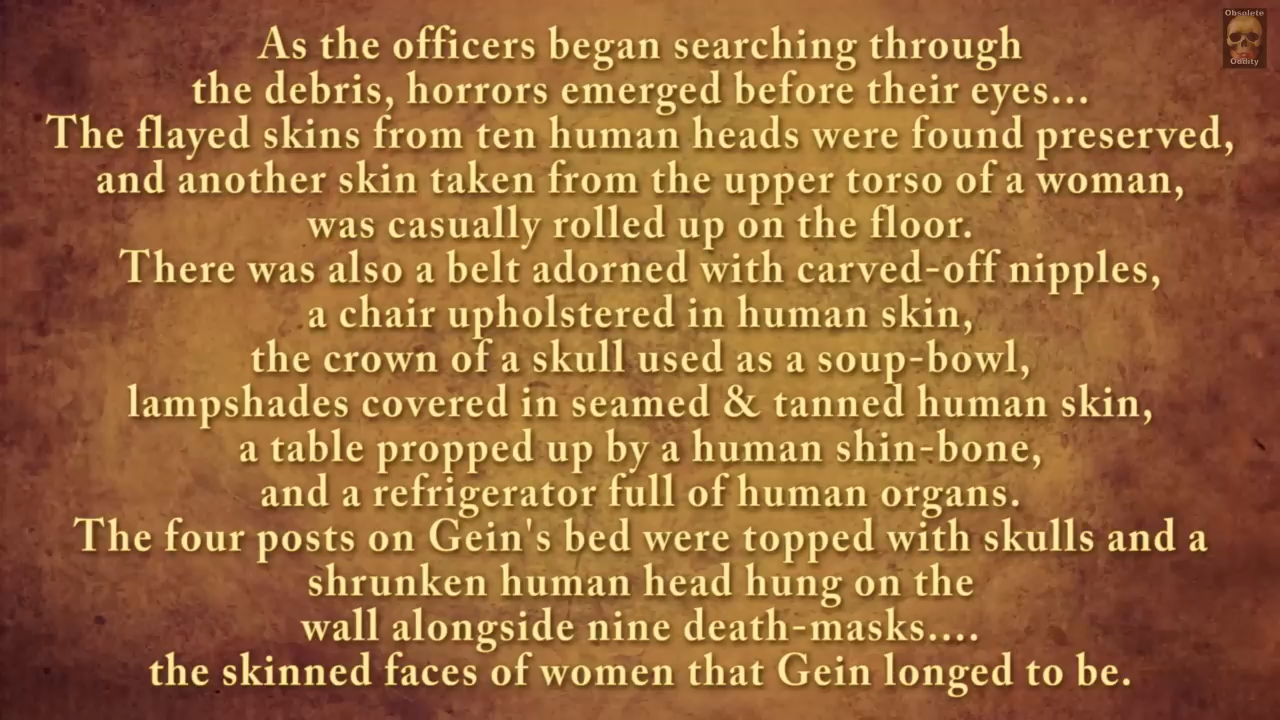 Obsolete
Oddity
As the officers began searching through
the debris, horrors emerged before their eyes...
The flayed skins from ten human heads were found preserved,
and another skin taken from the upper torso of a woman,
was casually rolled up on the floor.
There was also a belt adorned with carved-off nipples,
a chair upholstered in human skin,
the crown of a skull used as a soup-bowl,
lampshades covered in seamed & tanned human skin,
a table propped up by a human shin-bone,
and a refrigerator full of human organs.
The four posts on Gein's bed were topped with skulls and a
shrunken human head hung on the
wall alongside nine death-masks....
the skinned faces of women that Gein longed to be.